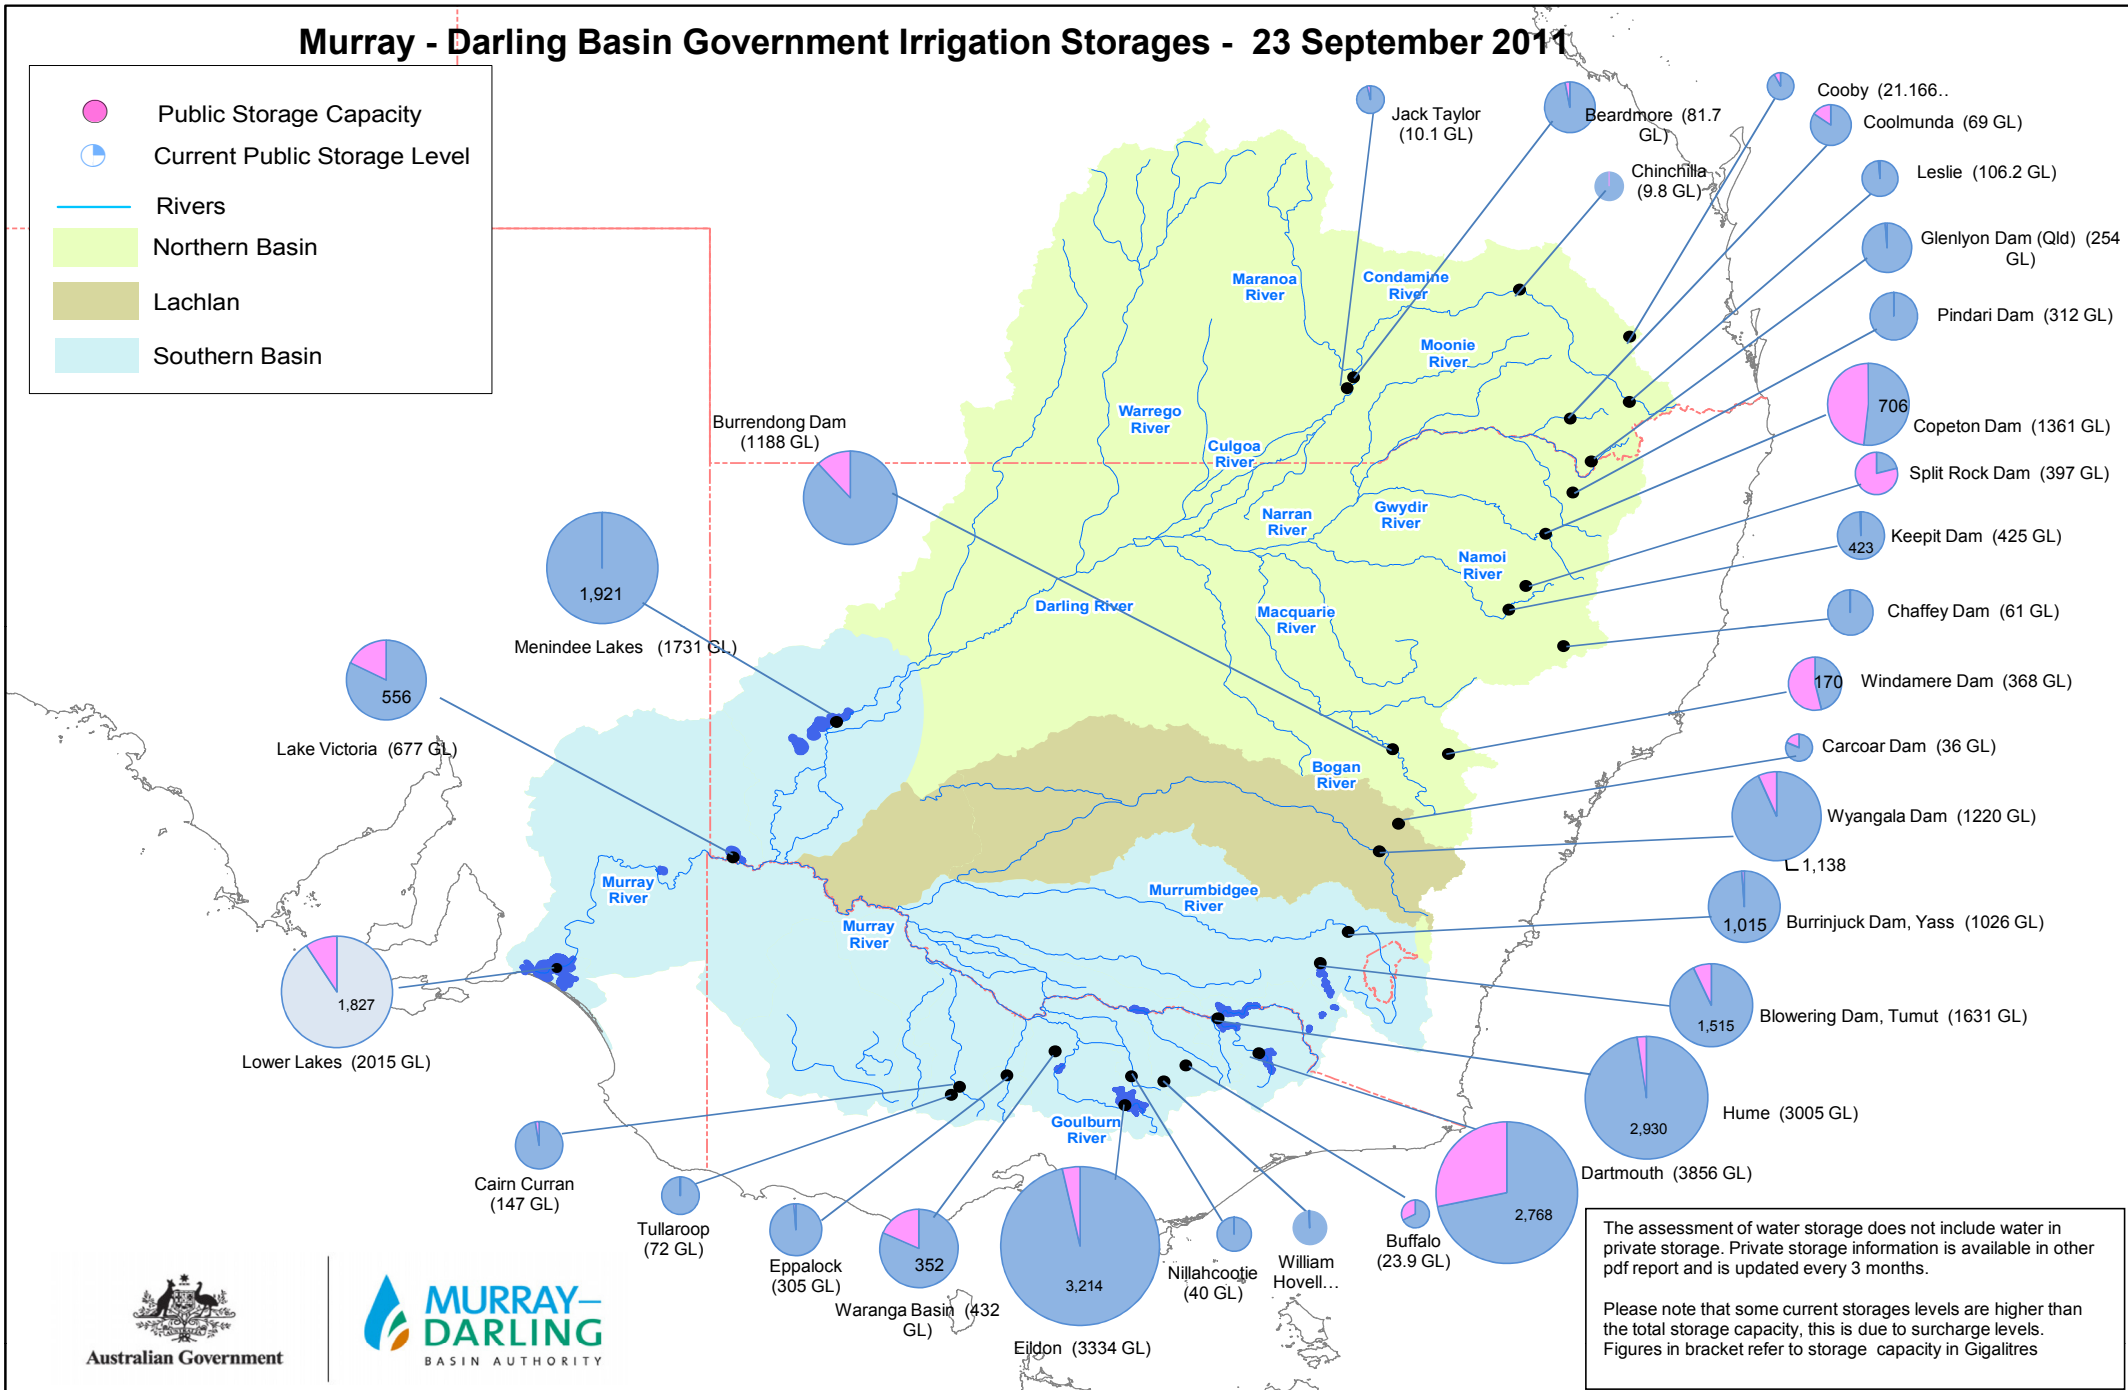 Murray - Darling Basin Government Irrigation Storages - 23 September 2011
Public Storage Capacity
Current Public Storage Level
Rivers
Northern Basin
Lachlan
Southern Basin
Jack Taylor
(10.1 GL)
Beardmore (81.7
GL)
Cooby (21.166..
Coolmunda (69 GL)
Chinchilla
(9.8 GL)
Leslie (106.2 GL)
Glenlyon Dam (Qld) (254
GL)
Pindari Dam (312 GL)
706
Copeton Dam (1361 GL)
Split Rock Dam (397 GL)
423
Keepit Dam (425 GL)
Chaffey Dam (61 GL)
170
Windamere Dam (368 GL)
Carcoar Dam (36 GL)
Wyangala Dam (1220 GL)
1,138
1,015
Burrinjuck Dam, Yass (1026 GL)
1,515
Blowering Dam, Tumut (1631 GL)
2,930
Hume (3005 GL)
2,768
Dartmouth (3856 GL)
Burrendong Dam
(1188 GL)
1,921
Menindee Lakes (1731 GL)
556
Lake Victoria (677 GL)
1,827
Lower Lakes (2015 GL)
Maranoa
River
Condamine
River
Moonie
River
Warrego
River
Culgoa
River
Narran
River
Gwydir
River
Namoi
River
Darling River
Macquarie
River
Bogan
River
Murray
River
Murrumbidgee
River
Murray
River
Goulburn
River
Cairn Curran
(147 GL)
Tullaroop
(72 GL)
Eppalock
(305 GL)
352
Waranga Basin (432
GL)
3,214
Eildon (3334 GL)
Nillahcootie
(40 GL)
William
Hovell...
Buffalo
(23.9 GL)
The assessment of water storage does not include water in
private storage. Private storage information is available in other
pdf report and is updated every 3 months.
Please note that some current storages levels are higher than
the total storage capacity, this is due to surcharge levels.
Figures in bracket refer to storage capacity in Gigalitres
Australian Government
MURRAY–
DARLING
BASIN AUTHORITY